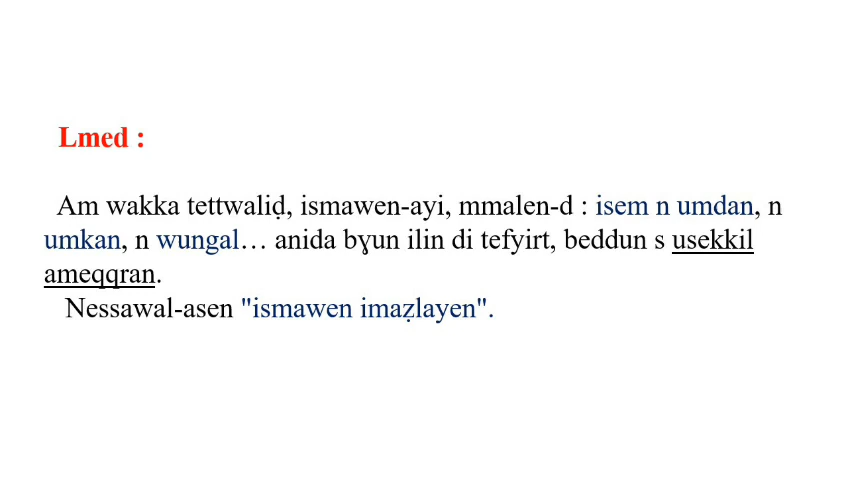 Lmed :
Am wakka tettwaliḍ, ismawen-ayi, mmalen-d : isem n umdan, n
umkan, n wungal… anida bɣun ilin di tefyirt, beddun s usekkil
ameqqran.
Nessawal-asen "ismawen imaẓlayen".